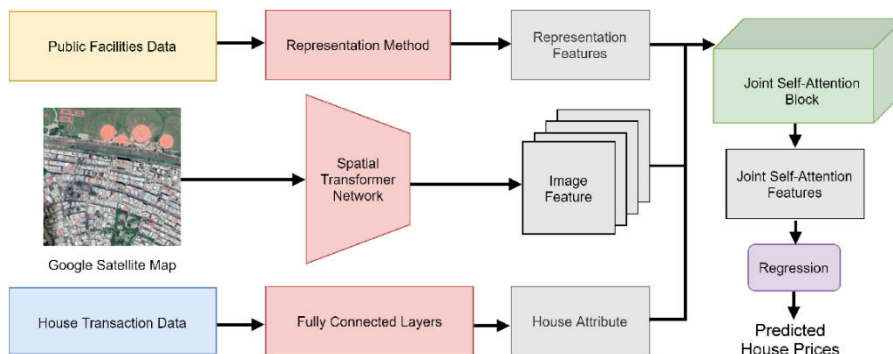 Public Facilities Data
Representation Method
Representation
Features
Joint Self-Attention
Block
Spatial
Transformer
Network
Image
Feature
Joint Self-Attention
Features
Google Satellite Map
Regression
House Transaction Data
Fully Connected Layers
House Attribute
Predicted
House Prices